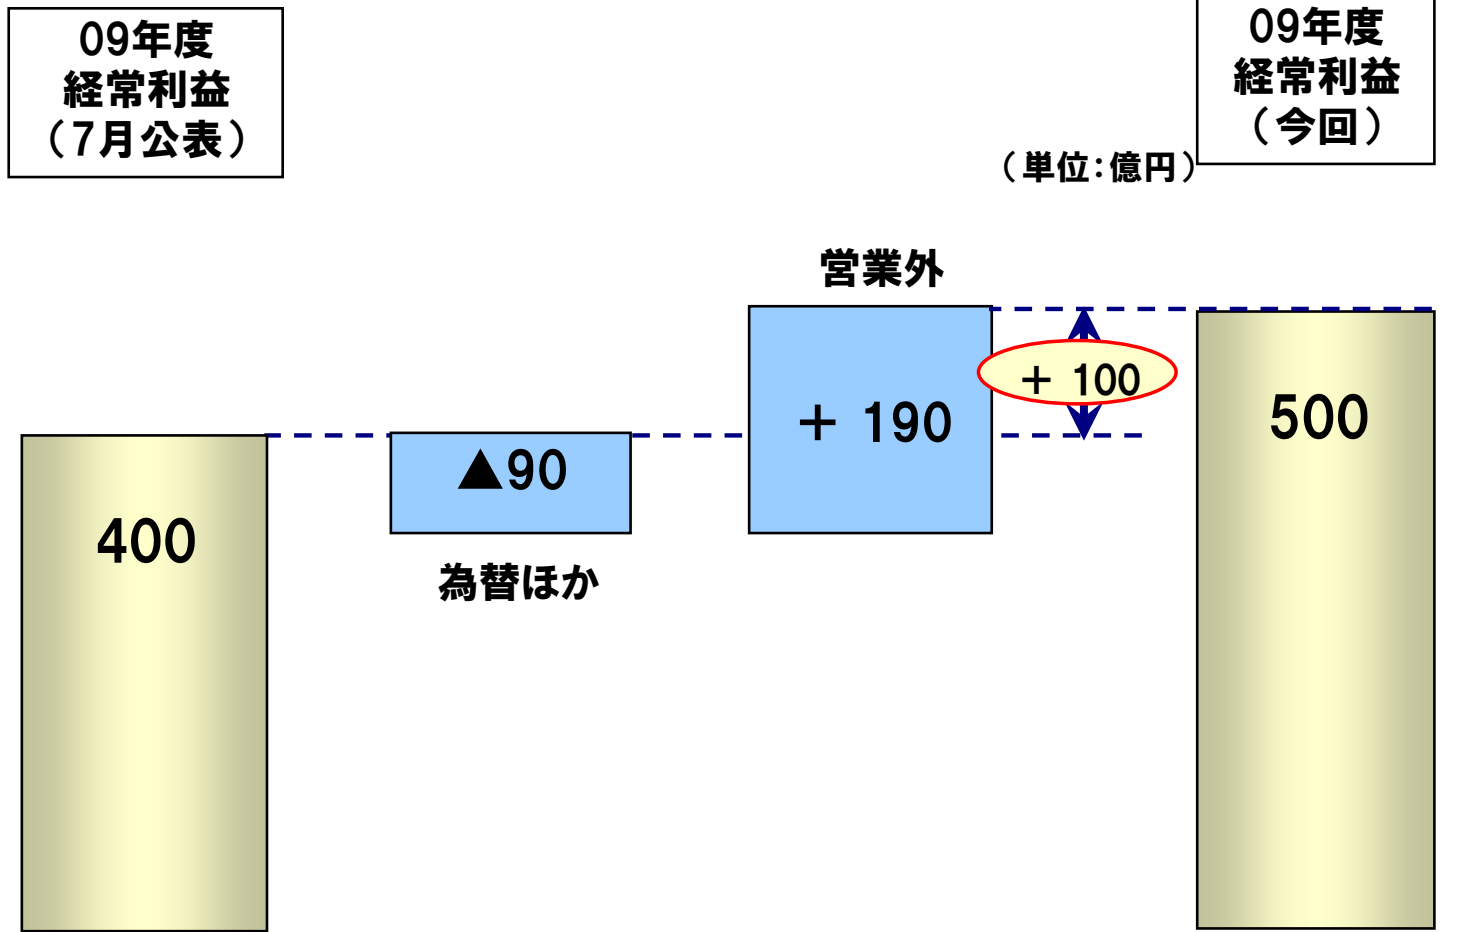 09年度
経常利益
（7月公表）
09年度
経常利益
（今回）
（単位：億円）
営業外
＋ 190
＋ 100
500
▲90
400
為替ほか